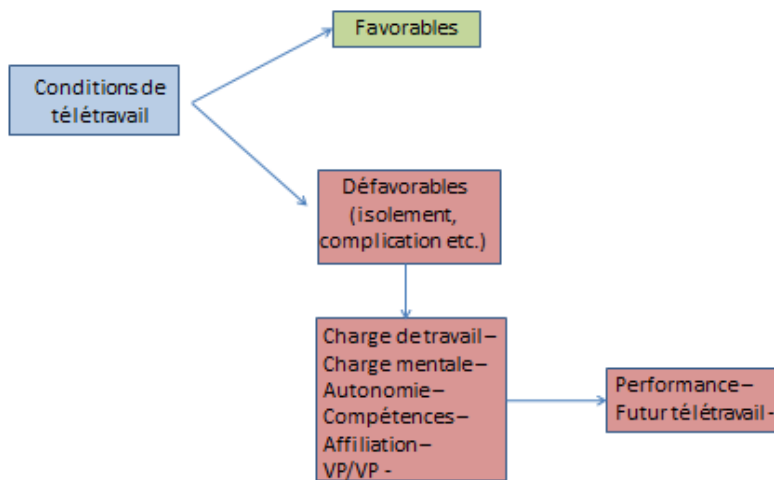 Favorables
Conditions de
télétravail
Défavorables
(isolement,
complication etc.)
Charge de travail –
Charge mentale –
Autonomie –
Compétences –
Affiliation –
VP/VP -
Performance –
Futur télétravail -